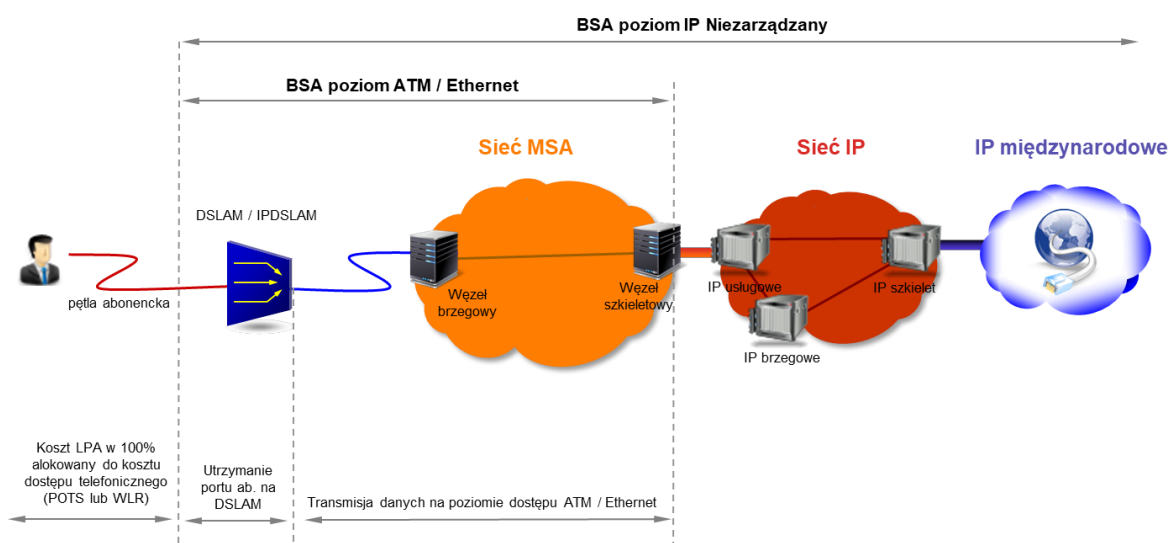 BSA poziom IP Niezarządzany
BSA poziom ATM / Ethernet
Sieć MSA
Sieć IP
IP międzynarodowe
DSLAM / IPDSLAM
pętla abonencka
Węzeł
brzegowy
Węzeł
szkieletowy
IP usługowe
IP szkielet
IP brzegowe
Koszt LPA w 100%
alokowany do kosztu
dostępu telefonicznego
(POTS lub WLR)
Utrzymanie
portu ab. na
DSLAM
Transmisja danych na poziomie dostępu ATM / Ethernet